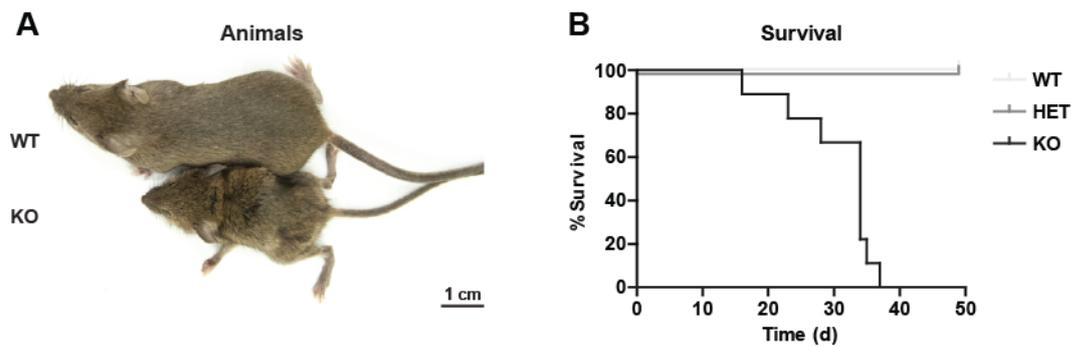 A
Animals
WT
KO
1 cm
B
Survival
100
80
60
40
20
0
% Survival
0 10 20 30 40 50
Time (d)
WT
HET
KO